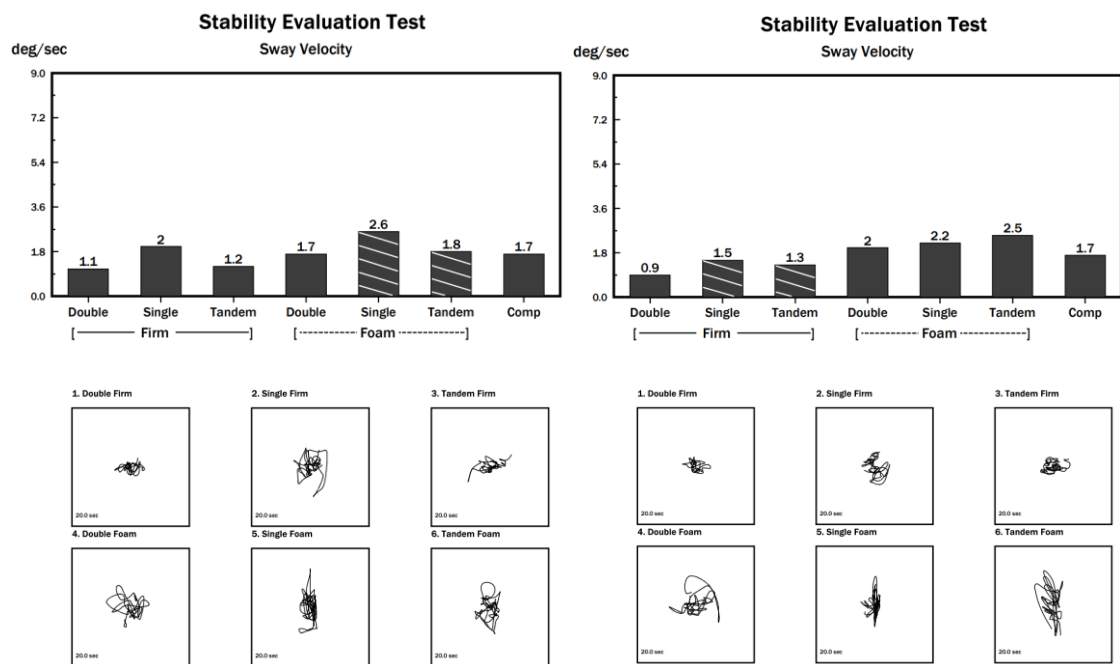 Stability Evaluation Test
deg/sec
Sway Velocity
9.0
7.2
5.4
3.6
1.8
0.0
1.1
2
1.2
1.7
2.6
1.8
1.7
Double Single Tandem Double Single Tandem Comp
[ Firm ] [ Foam ]
1. Double Firm 2. Single Firm 3. Tandem Firm
20.0 sec 20.0 sec 20.0 sec
4. Double Foam 5. Single Foam 6. Tandem Foam
20.0 sec 20.0 sec 20.0 sec
Stability Evaluation Test
deg/sec
Sway Velocity
9.0
7.2
5.4
3.6
1.8
0.0
0.9
1.5
1.3
2
2.2
2.5
1.7
Double Single Tandem Double Single Tandem Comp
[ Firm ] [ Foam ]
1. Double Firm 2. Single Firm 3. Tandem Firm
20.0 sec 20.0 sec 20.0 sec
4. Double Foam 5. Single Foam 6. Tandem Foam
20.0 sec 20.0 sec 20.0 sec